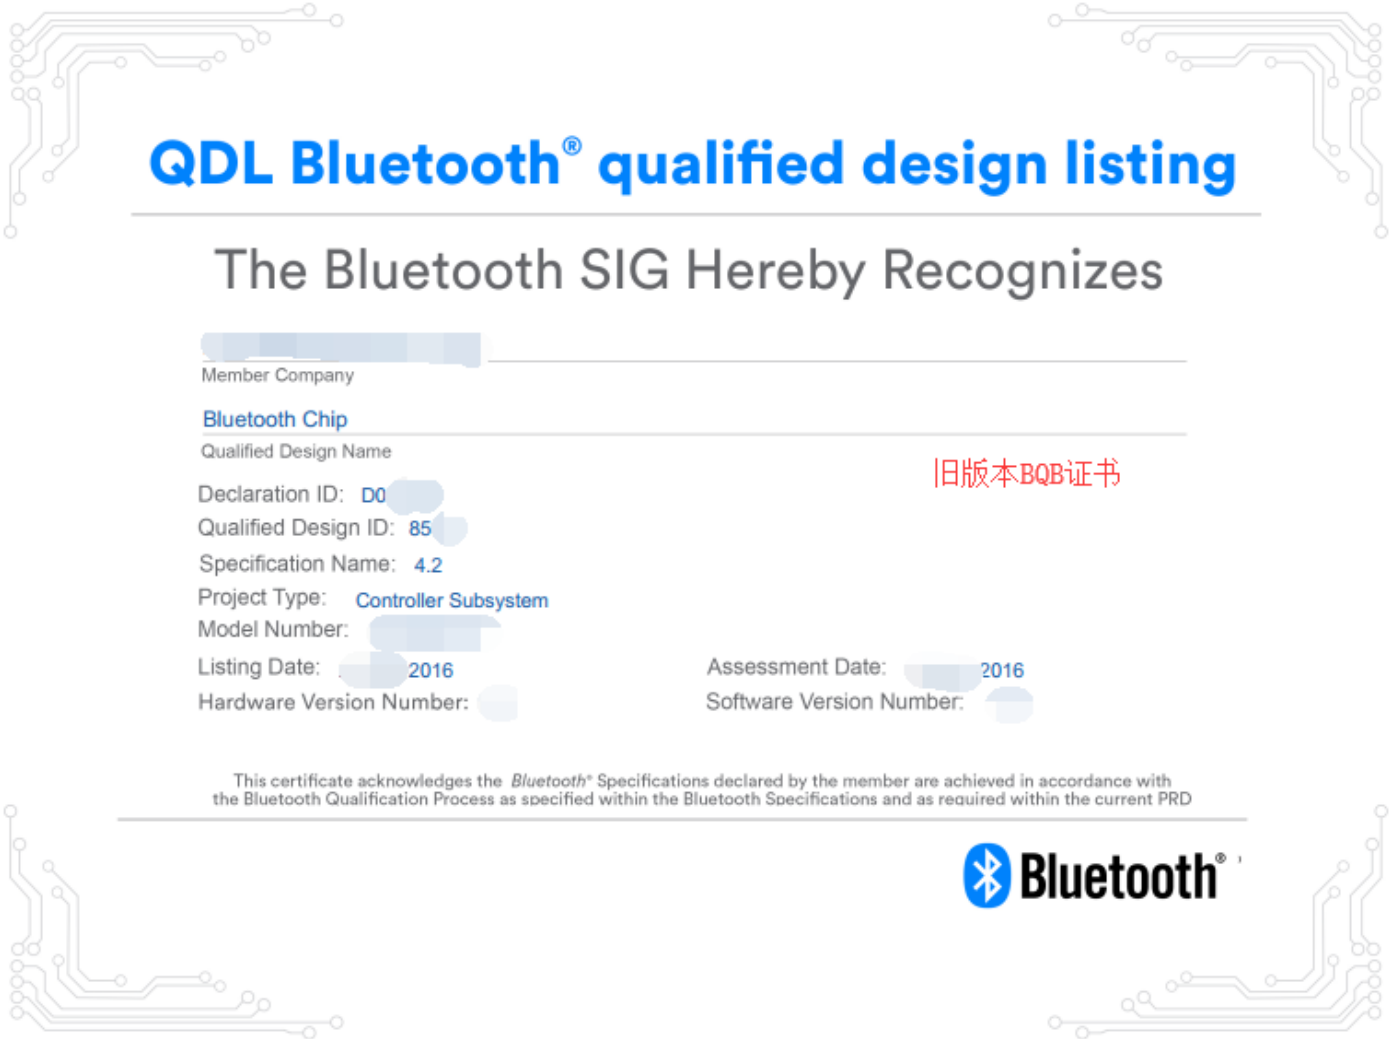 QDL Bluetooth® qualified design listing
The Bluetooth SIG Hereby Recognizes
Member Company
Bluetooth Chip
Qualified Design Name
旧版本BQB证书
Declaration ID: D0
Qualified Design ID: 85
Specification Name: 4.2
Project Type: Controller Subsystem
Model Number:
Listing Date: 2016 Assessment Date: 2016
Hardware Version Number: Software Version Number:
This certificate acknowledges the Bluetooth® Specifications declared by the member are achieved in accordance with
the Bluetooth Qualification Process as specified within the Bluetooth Specifications and as required within the current PRD
Bluetooth®